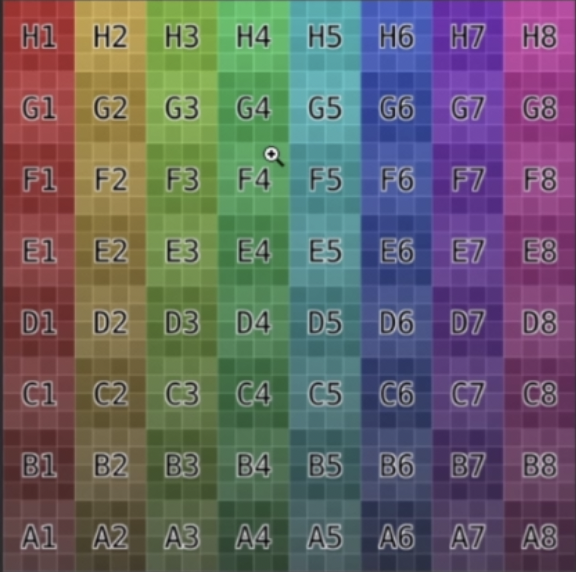 H1 H2 H3 H4 H5 H6 H7 H8
G1 G2 G3 G4 G5 G6 G7 G8
F1 F2 F3 F4 F5 F6 F7 F8
E1 E2 E3 E4 E5 E6 E7 E8
D1 D2 D3 D4 D5 D6 D7 D8
C1 C2 C3 C4 C5 C6 C7 C8
B1 B2 B3 B4 B5 B6 B7 B8
A1 A2 A3 A4 A5 A6 A7 A8